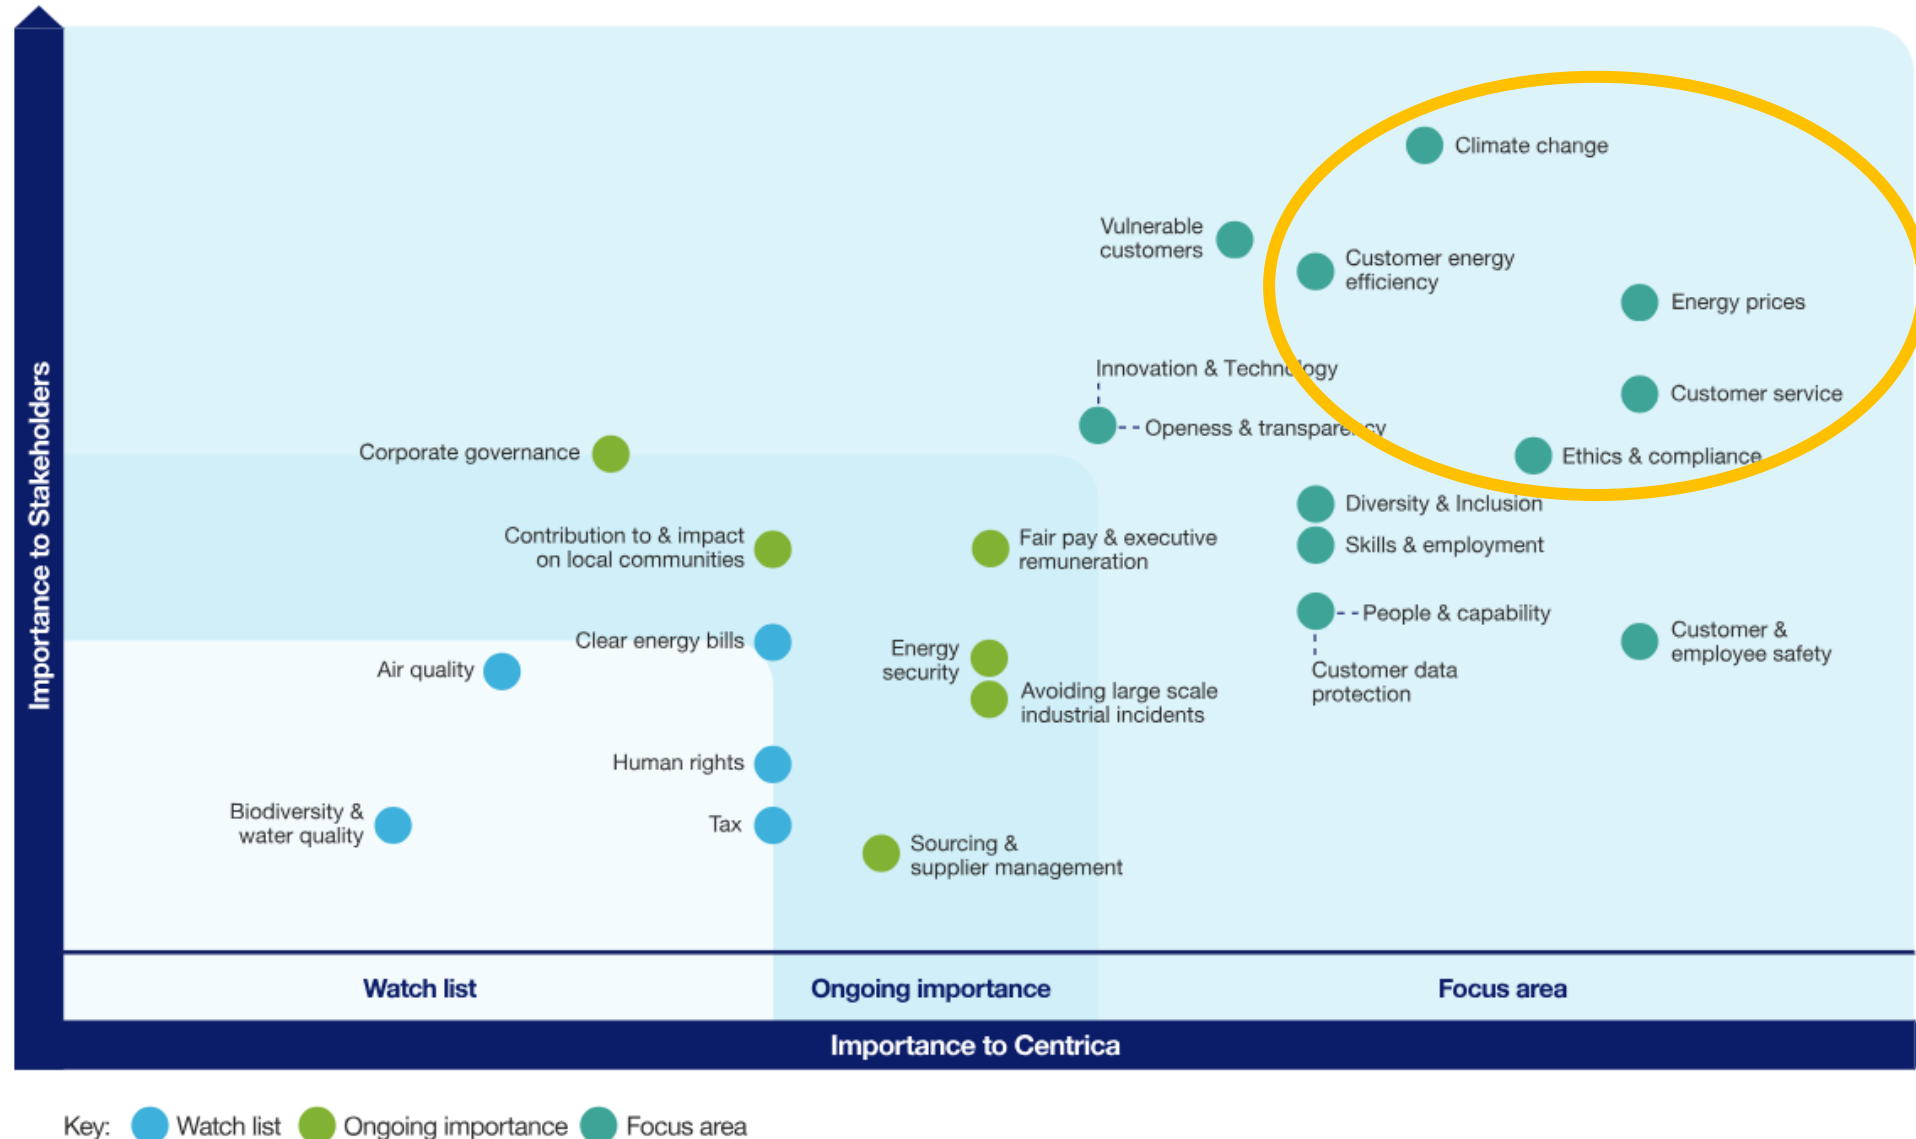 Importance to Stakeholders
Climate change
Vulnerable
customers
Customer energy
efficiency
Energy prices
Innovation & Technology
Customer service
Openess & transparency
Corporate governance
Ethics & compliance
Diversity & Inclusion
Contribution to & impact
on local communities
Fair pay & executive
remuneration
Skills & employment
People & capability
Customer data
protection
Customer &
employee safety
Clear energy bills
Air quality
Energy
security
Avoiding large scale
industrial incidents
Human rights
Biodiversity &
water quality
Tax
Sourcing &
supplier management
Watch list
Ongoing importance
Focus area
Importance to Centrica
Key: Watch list Ongoing importance Focus area